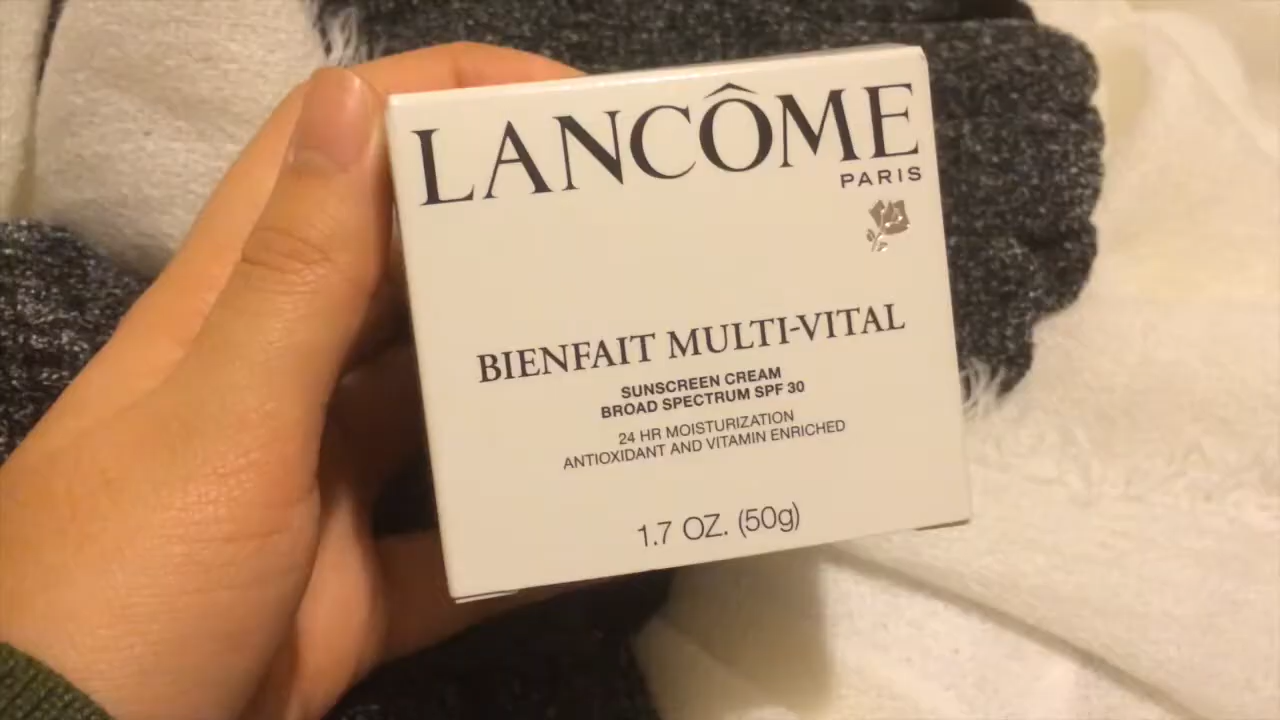 LANCÔME
PARIS
BIENFAIT MULTI-VITAL
SUNSCREEN CREAM
BROAD SPECTRUM SPF 30
24 HR MOISTURIZATION
ANTIOXIDANT AND VITAMIN ENRICHED
1.7 OZ. (50g)